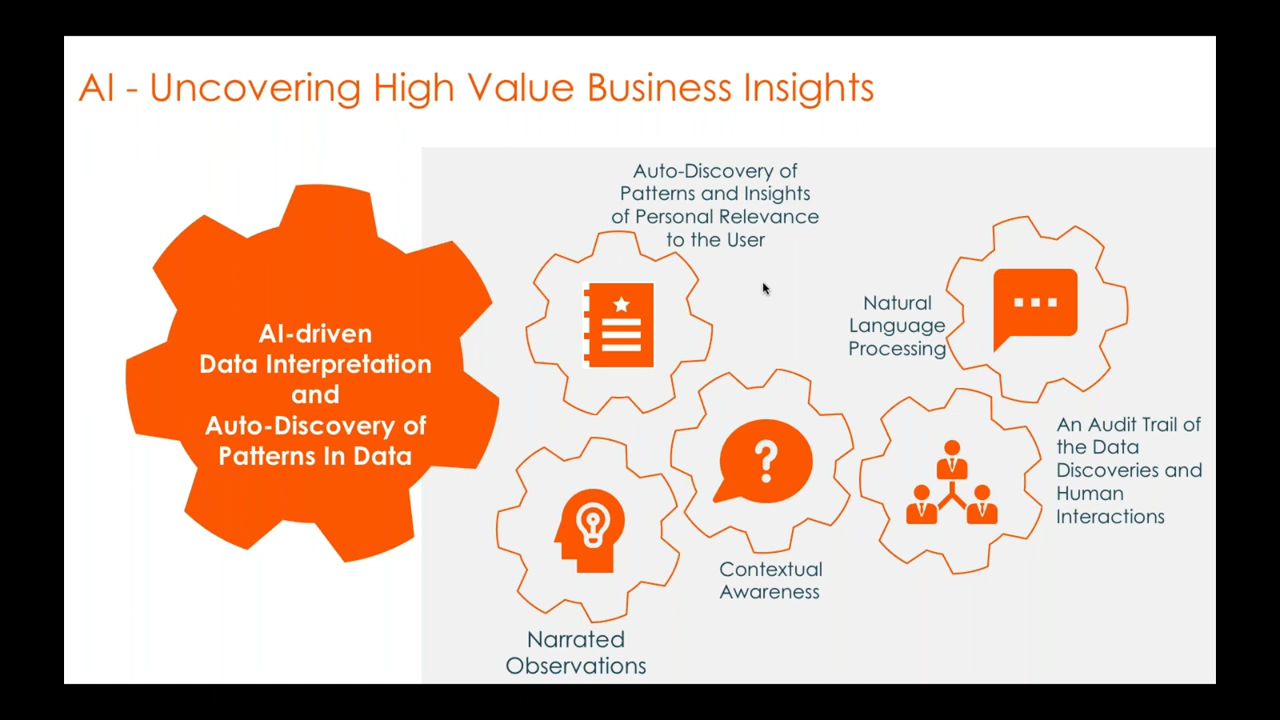 AI - Uncovering High Value Business Insights
AI-driven
Data Interpretation
and
Auto-Discovery of
Patterns In Data
Auto-Discovery of
Patterns and Insights
of Personal Relevance
to the User
Natural
Language
Processing
An Audit Trail of
the Data
Discoveries and
Human
Interactions
?
Contextual
Awareness
Narrated
Observations